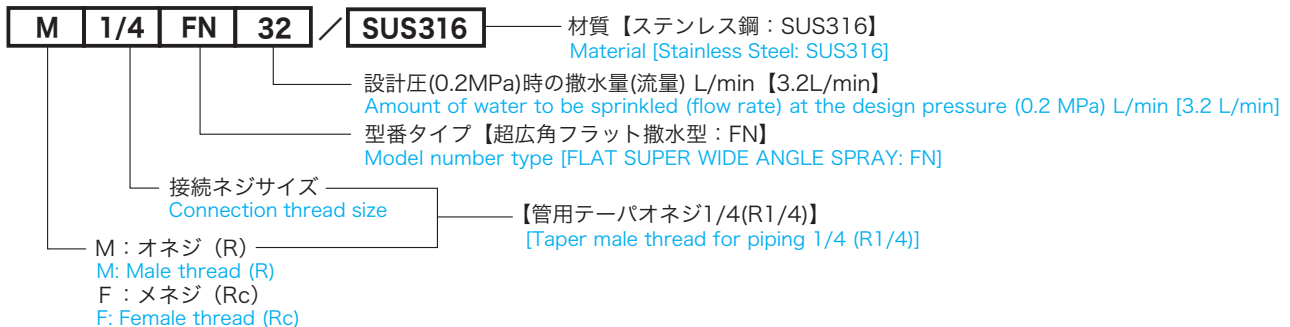 M 1/4 FN 32 / SUS316
材質【ステンレス鋼：SUS316】
Material [Stainless Steel: SUS316]
設計圧(0.2MPa)時の撒水量(流量) L/min【3.2L/min】
Amount of water to be sprinkled (flow rate) at the design pressure (0.2 MPa) L/min [3.2 L/min]
型番タイプ【超広角フラット撒水型：FN】
Model number type [FLAT SUPER WIDE ANGLE SPRAY: FN]
接続ネジサイズ
Connection thread size
【管用テーパオネジ1/4(R1/4)】
[Taper male thread for piping 1/4 (R1/4)]
M：オネジ（R）
M: Male thread (R)
F：メネジ（Rc）
F: Female thread (Rc)